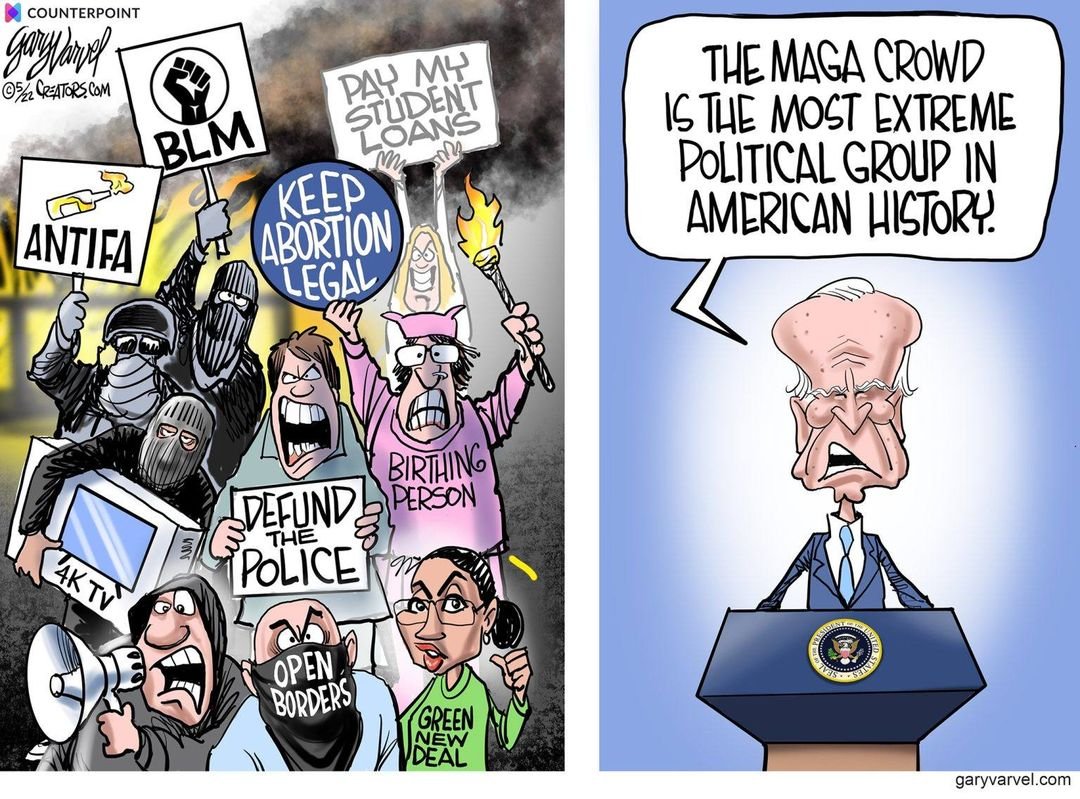 COUNTERPOINT
Gary Varvel
©5/22 CREATORS.COM
BLM
ANTIFA
PAY MY
STUDENT
LOANS
KEEP
ABORTION
LEGAL
BIRTHING
PERSON
DEFUND
THE
POLICE
4K TV
OPEN
BORDERS
GREEN
NEW
DEAL
THE MAGA CROWD
IS THE MOST EXTREME
POLITICAL GROUP IN
AMERICAN HISTORY.
SEAL OF THE PRESIDENT OF THE UNITED STATES
garyvarvel.com